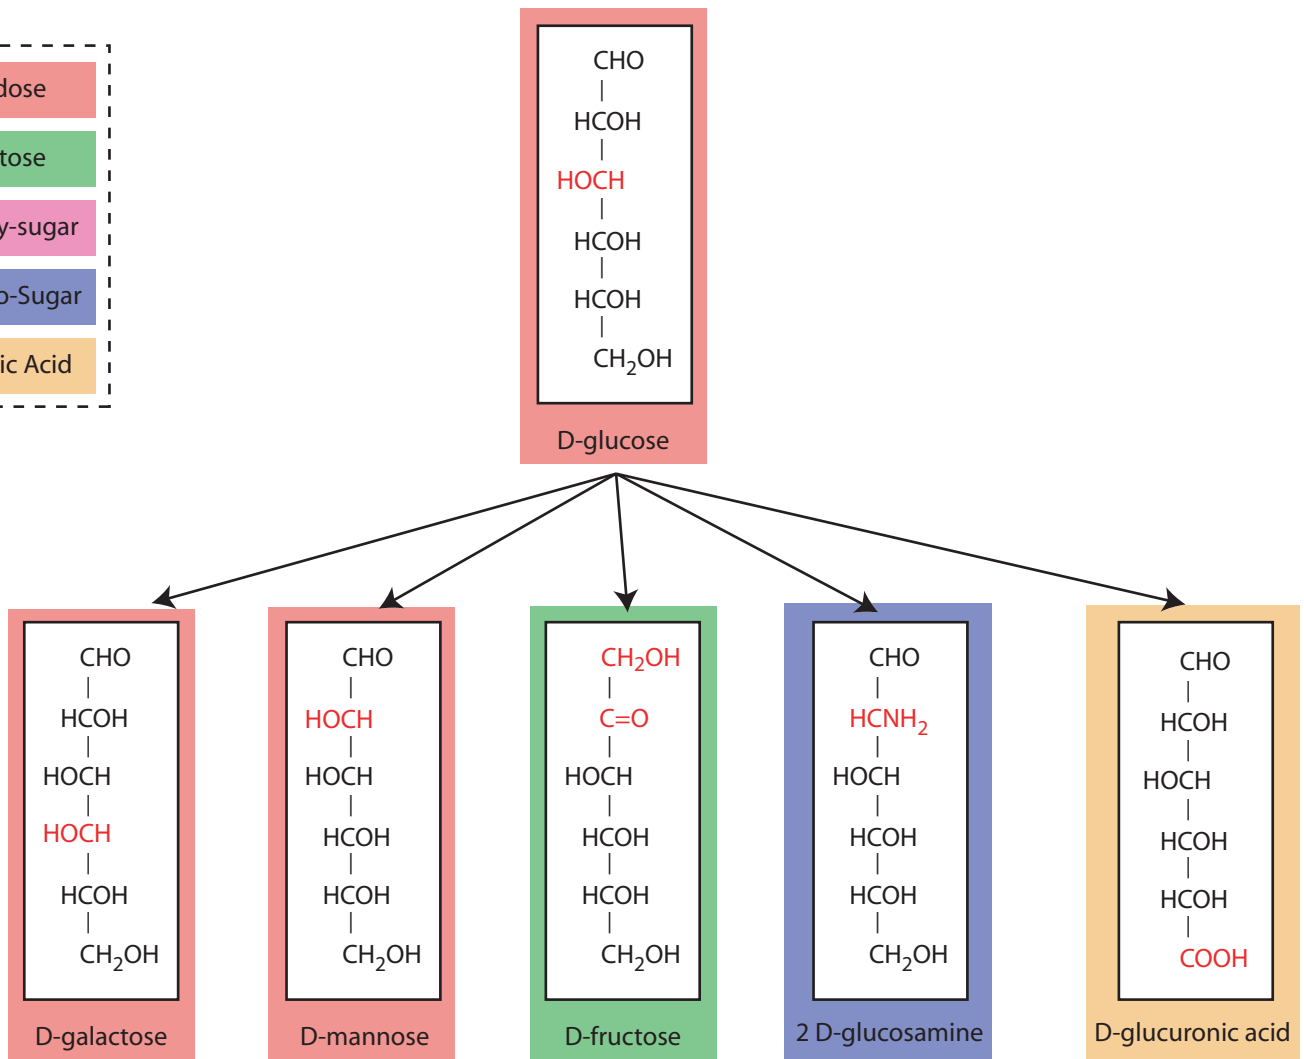 dose
tose
y-sugar
o-Sugar
ic Acid
CHO
HCOH
HOCH
HCOH
HCOH
CH₂OH
D-glucose
CHO
HCOH
HOCH
HOCH
HCOH
CH₂OH
D-galactose
CHO
HOCH
HOCH
HCOH
HCOH
CH₂OH
D-mannose
CH₂OH
C=O
HOCH
HCOH
HCOH
CH₂OH
D-fructose
CHO
HCNH₂
HOCH
HCOH
HCOH
CH₂OH
2 D-glucosamine
CHO
HCOH
HOCH
HCOH
HCOH
COOH
D-glucuronic acid